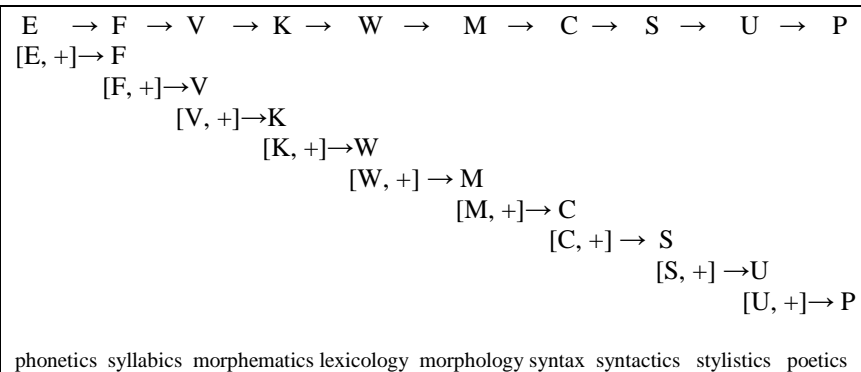 E → F → V → K → W → M → C → S → U → P
[E, +]→ F
[F, +]→V
[V, +]→K
[K, +]→W
[W, +] → M
[M, +]→ C
[C, +] → S
[S, +] →U
[U, +]→ P
phonetics syllabics morphematics lexicology morphology syntax syntactics stylistics poetics